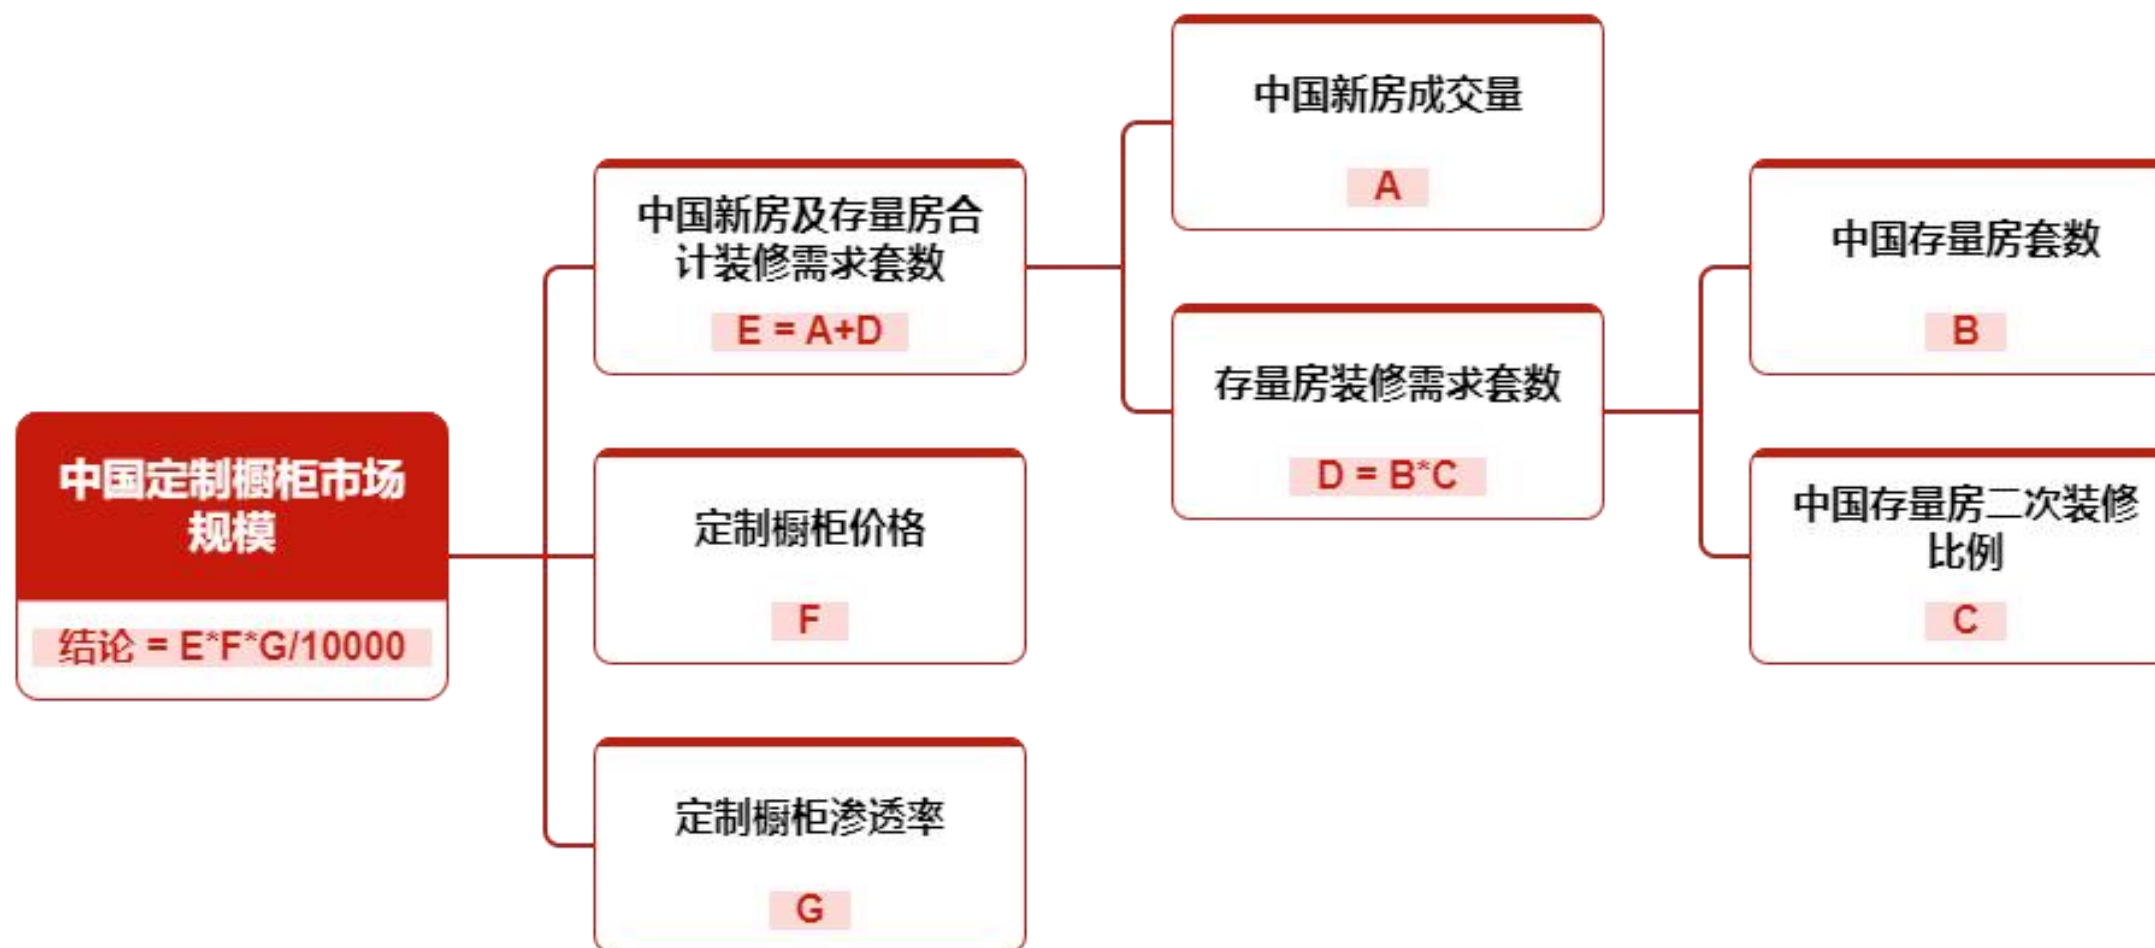 中国定制橱柜市场
规模
结论 = E*F*G/10000
中国新房及存量房合
计装修需求套数
E = A+D
定制橱柜价格
F
定制橱柜渗透率
G
中国新房成交量
A
存量房装修需求套数
D = B*C
中国存量房套数
B
中国存量房二次装修
比例
C